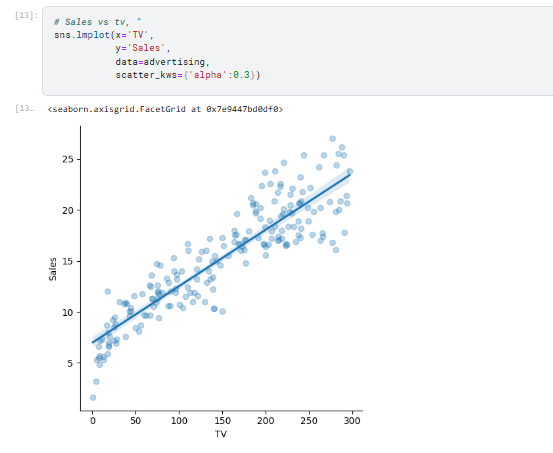 [13]:
# Sales vs tv, "
sns.lmplot(x='TV',
y='Sales',
data=advertising,
scatter_kws={'alpha':0.3})
[13…
<seaborn.axisgrid.FacetGrid at 0x7e9447bd0df0>
25
20
15
10
5
Sales
0 50 100 150 200 250 300
TV